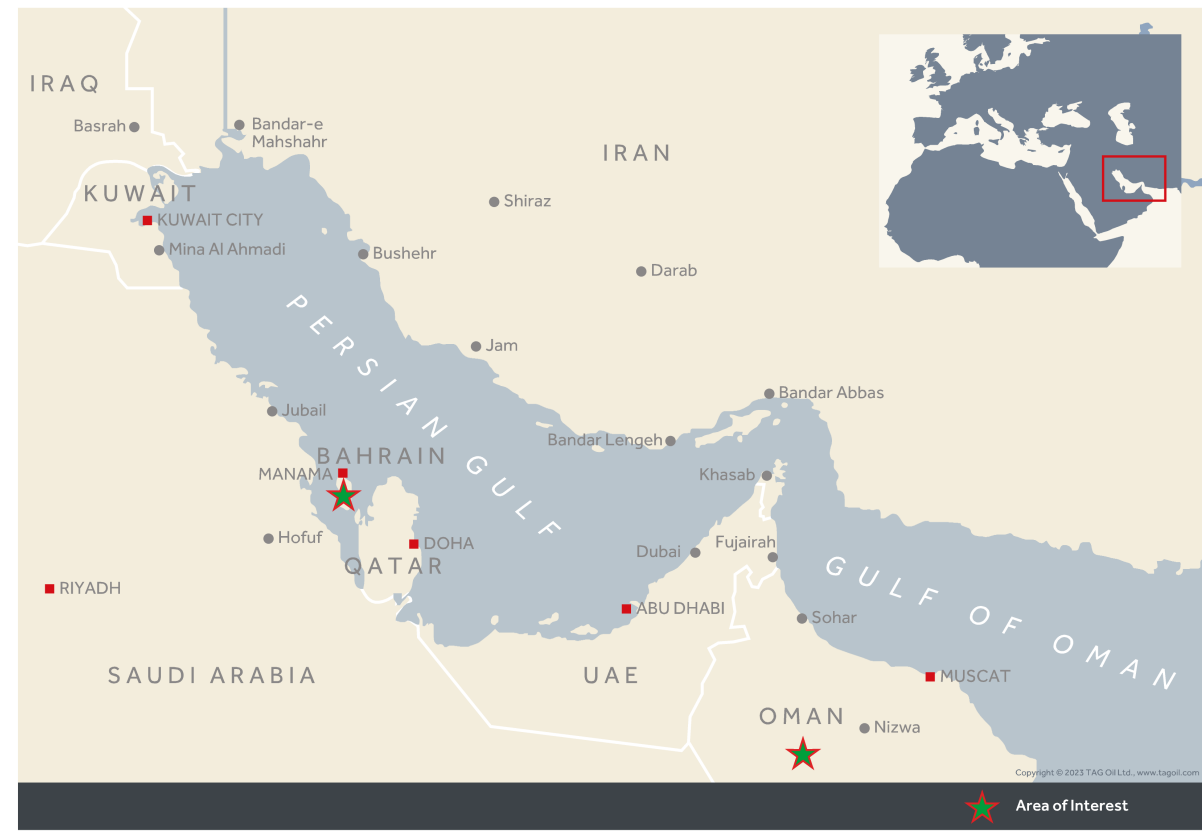 IRAQ
Basrah
Bandar-e
Mahshahr
IRAN
KUWAIT
Shiraz
KUWAIT CITY
Mina Al Ahmadi
Bushehr
Darab
PERSIAN GULF
Jam
Bandar Abbas
Jubail
Bandar Lengeh
BAHRAIN
MANAMA
Khasab
Hofuf
DOHA
Fujairah
Dubai
QATAR
GULF OF OMAN
RIYADH
ABU DHABI
Sohar
SAUDI ARABIA
UAE
MUSCAT
OMAN
Nizwa
Copyright © 2023 TAG Oil Ltd., www.tagoil.com
Area of Interest